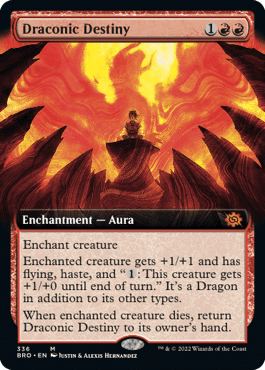 Draconic Destiny 1
Enchantment — Aura
Enchant creature
Enchanted creature gets +1/+1 and has
flying, haste, and “1: This creature gets
+1/+0 until end of turn.” It’s a Dragon
in addition to its other types.
When enchanted creature dies, return
Draconic Destiny to its owner’s hand.
336 M
BRO • EN JUSTIN & ALEXIS HERNANDEZ
™ & © 2022 Wizards of the Coast